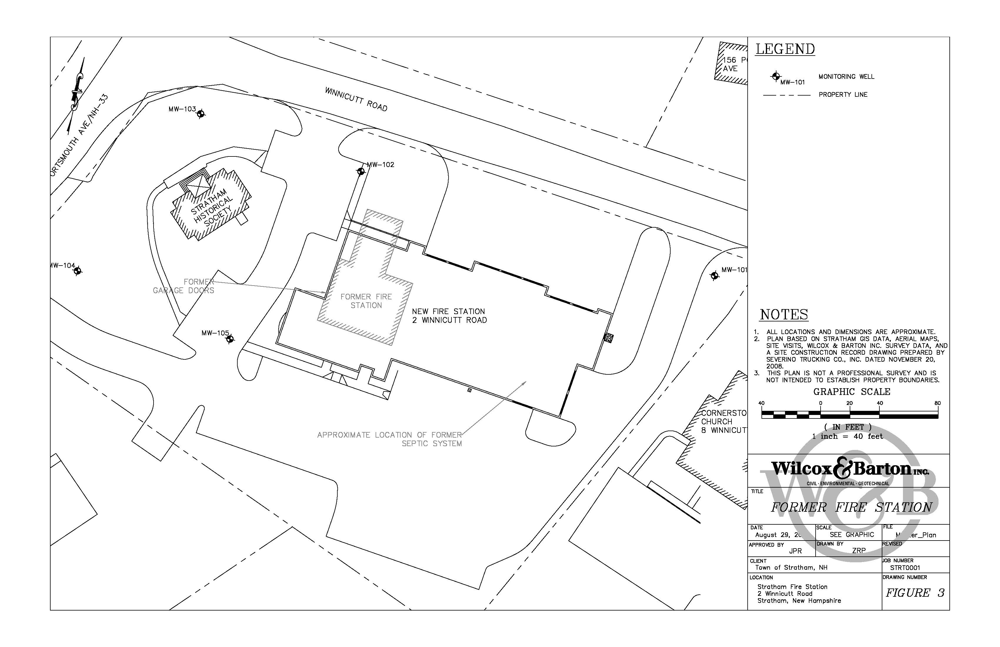 WINNICUTT ROAD
ORTSMOUTH AVE/NH-33
156 P
AVE
MW-103
MW-102
STRATHAM
HISTORICAL
SOCIETY
MW-104
MW-101
FORMER
GARAGE DOORS
FORMER FIRE
STATION
NEW FIRE STATION
2 WINNICUTT ROAD
MW-105
APPROXIMATE LOCATION OF FORMER
SEPTIC SYSTEM
CORNERSTO
CHURCH
8 WINNICUT
LEGEND
MW-101
MONITORING WELL
PROPERTY LINE
NOTES
1. ALL LOCATIONS AND DIMENSIONS ARE APPROXIMATE.
2. PLAN BASED ON STRATHAM GIS DATA, AERIAL MAPS,
SITE VISITS, WILCOX & BARTON INC. SURVEY DATA, AND
A SITE CONSTRUCTION RECORD DRAWING PREPARED BY
SEVERINO TRUCKING CO., INC. DATED NOVEMBER 20,
2008.
3. THIS PLAN IS NOT A PROFESSIONAL SURVEY AND IS
NOT INTENDED TO ESTABLISH PROPERTY BOUNDARIES.
GRAPHIC SCALE
40 0 20 40 80
( IN FEET )
1 inch = 40 feet
W&B
Wilcox&Barton INC.
CIVIL · ENVIRONMENTAL · GEOTECHNICAL
TITLE
FORMER FIRE STATION
DATE
August 29,
SCALE
SEE GRAPHIC
FILE
er_Plan
APPROVED BY
JPR
DRAWN BY
ZRP
REVISED
CLIENT
Town of Stratham, NH
JOB NUMBER
STRT0001
LOCATION
Stratham Fire Station
2 Winnicutt Road
Stratham, New Hampshire
DRAWING NUMBER
FIGURE 3